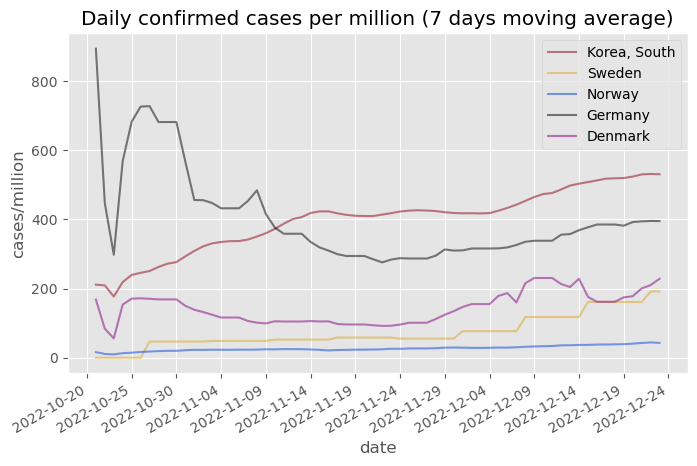 Daily confirmed cases per million (7 days moving average)
Korea, South
Sweden
Norway
Germany
Denmark
cases/million
800
600
400
200
0
2022-10-20
2022-10-25
2022-10-30
2022-11-04
2022-11-09
2022-11-14
2022-11-19
2022-11-24
2022-11-29
2022-12-04
2022-12-09
2022-12-14
2022-12-19
2022-12-24
date